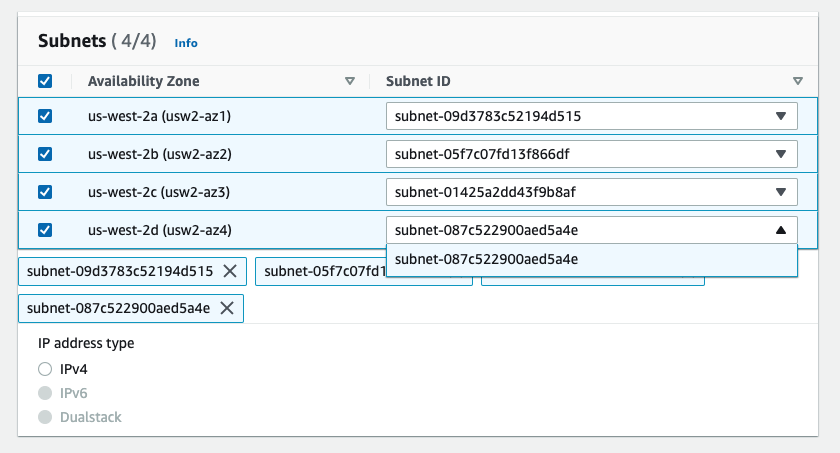 Subnets ( 4/4) Info
Availability Zone Subnet ID
us-west-2a (usw2-az1) subnet-09d3783c52194d515
us-west-2b (usw2-az2) subnet-05f7c07fd13f866df
us-west-2c (usw2-az3) subnet-01425a2dd43f9b8af
us-west-2d (usw2-az4) subnet-087c522900aed5a4e
subnet-087c522900aed5a4e
subnet-09d3783c52194d515 subnet-05f7c07fd1
subnet-087c522900aed5a4e
IP address type
IPv4
IPv6
Dualstack